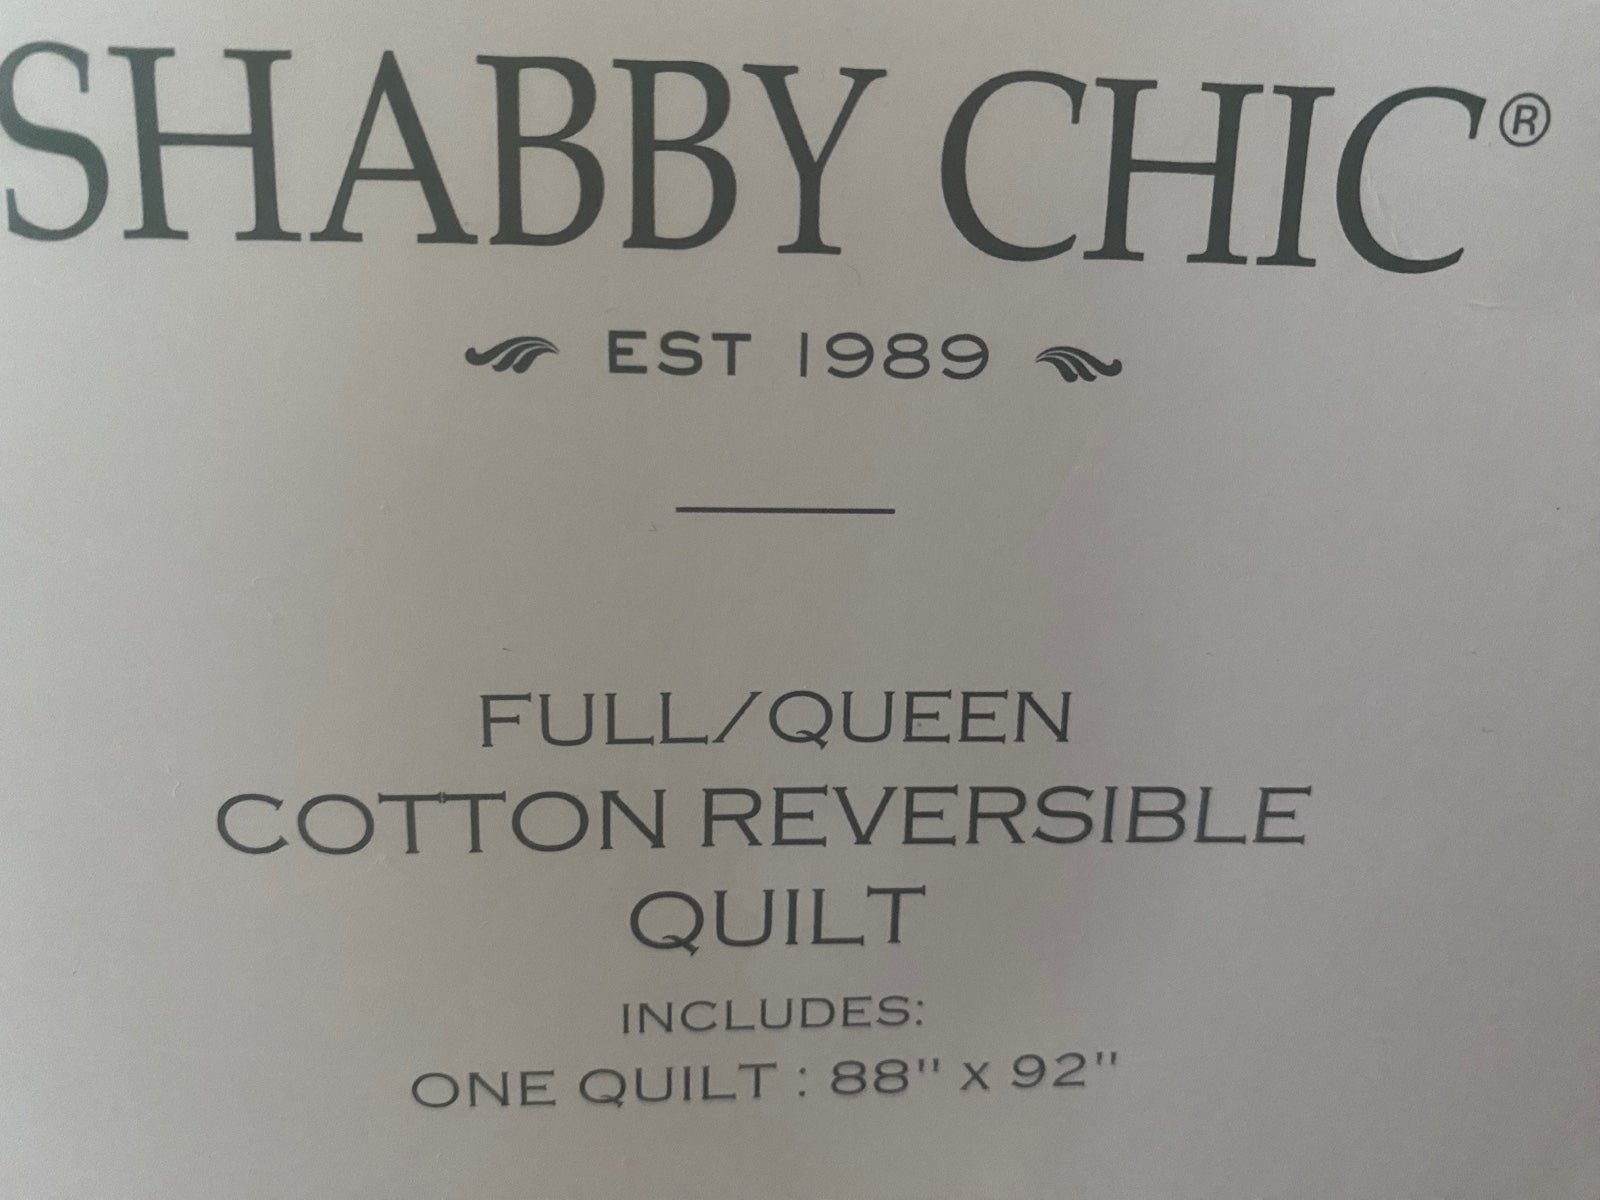 SHABBY CHIC®
EST 1989
FULL/QUEEN
COTTON REVERSIBLE
QUILT
INCLUDES:
ONE QUILT : 88" X 92"